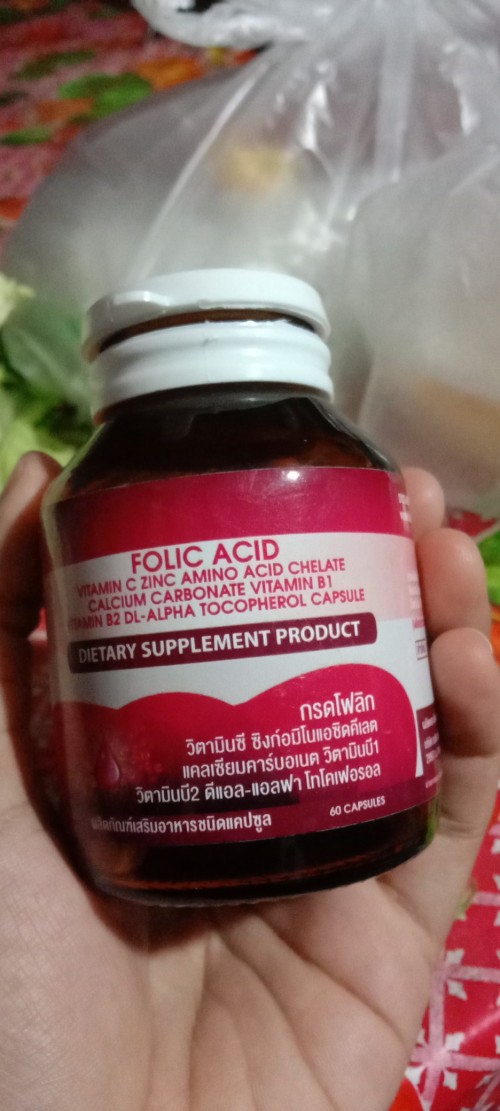 FOLIC ACID
VITAMIN C ZINC AMINO ACID CHELATE
CALCIUM CARBONATE VITAMIN B1
VITAMIN B2 DL-ALPHA TOCOPHEROL CAPSULE
DIETARY SUPPLEMENT PRODUCT
กรดโฟลิก
วิตามินซี ซิงก์อมิโนแอซิดคีเลต
แคลเซียมคาร์บอเนต วิตามินบี1
วิตามินบี2 ดีแอล-แอลฟา โทโคเฟอรอล
ผลิตภัณฑ์เสริมอาหารชนิดแคปซูล
60 CAPSULES